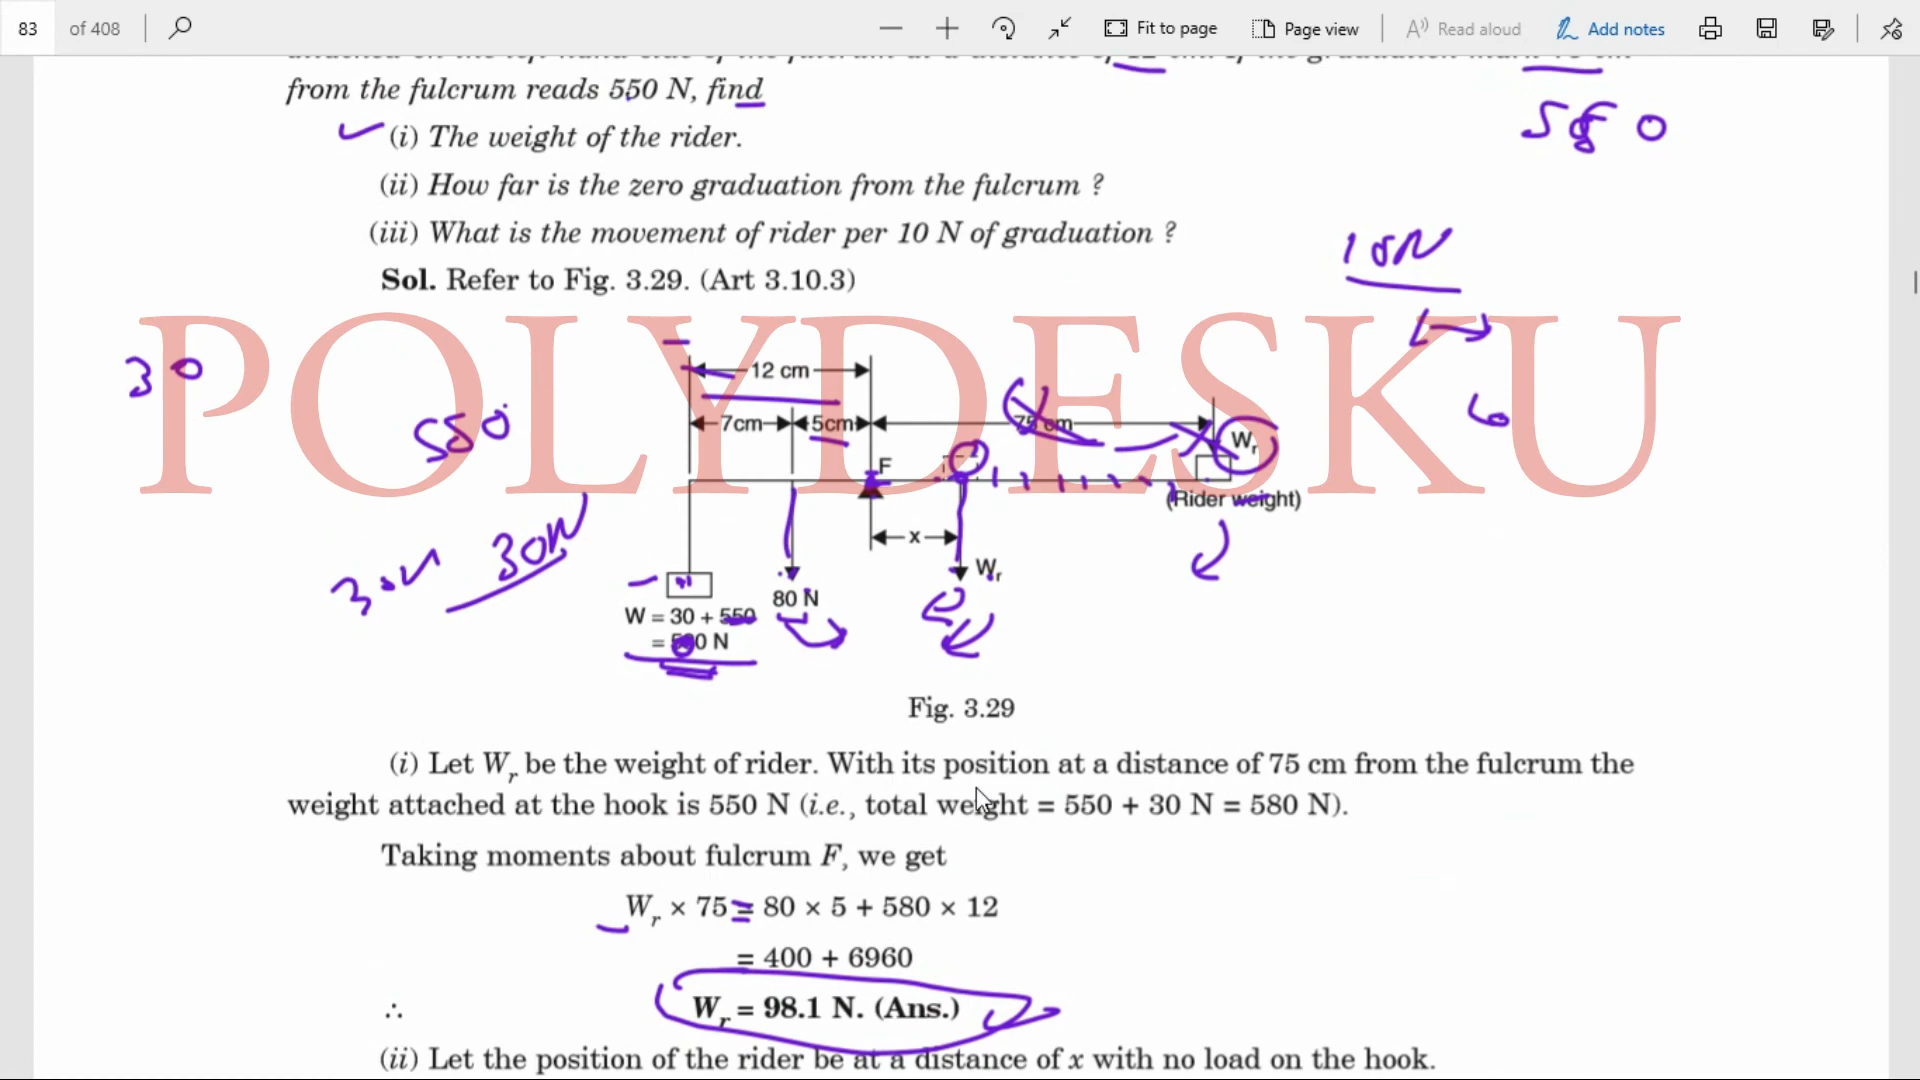 83 of 408 Fit to page Page view Read aloud Add notes
from the fulcrum reads 550 N, find
580
(i) The weight of the rider.
(ii) How far is the zero graduation from the fulcrum ?
(iii) What is the movement of rider per 10 N of graduation ?
10N
Sol. Refer to Fig. 3.29. (Art 3.10.3)
POLYDESKU
30
12 cm
550
7cm 5cm 75 cm
Wr
F
(Rider weight)
30N 30N
x
Wr
80 N
W = 30 + 550
= 580 N
Fig. 3.29
(i) Let Wr be the weight of rider. With its position at a distance of 75 cm from the fulcrum the
weight attached at the hook is 550 N (i.e., total weight = 550 + 30 N = 580 N).
Taking moments about fulcrum F, we get
Wr × 75 = 80 × 5 + 580 × 12
= 400 + 6960
∴ Wr = 98.1 N. (Ans.)
(ii) Let the position of the rider be at a distance of x with no load on the hook.